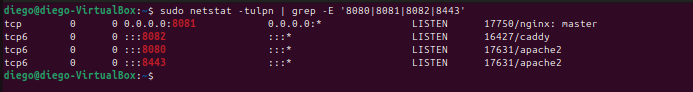 diego@diego-VirtualBox:~$ sudo netstat -tulpn | grep -E '8080|8081|8082|8443'
tcp        0      0 0.0.0.0:8081            0.0.0.0:*               LISTEN      17750/nginx: master
tcp6       0      0 :::8082                 :::*                    LISTEN      16427/caddy
tcp6       0      0 :::8080                 :::*                    LISTEN      17631/apache2
tcp6       0      0 :::8443                 :::*                    LISTEN      17631/apache2
diego@diego-VirtualBox:~$